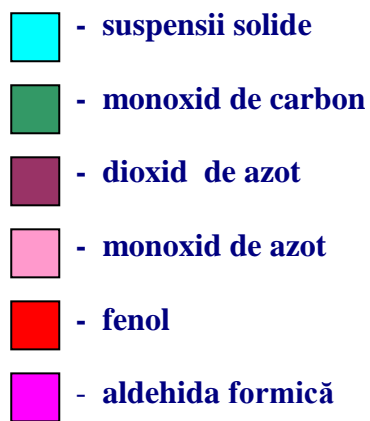 - suspensii solide
- monoxid de carbon
- dioxid de azot
- monoxid de azot
- fenol
- aldehida formică